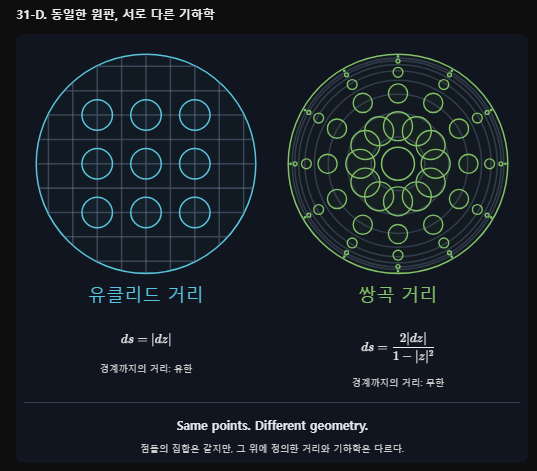 31-D. 동일한 원판, 서로 다른 기하학
유클리드 거리
ds = |dz|
경계까지의 거리: 유한
쌍곡 거리
ds = 2|dz| / 1 − |z|²
경계까지의 거리: 무한
Same points. Different geometry.
점들의 집합은 같지만, 그 위에 정의한 거리와 기하학은 다르다.